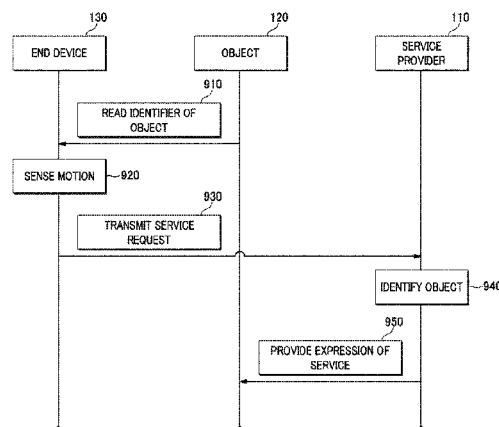 130
120
110
END DEVICE
OBJECT
SERVICE
PROVIDER
910
READ IDENTIFIER OF
OBJECT
SENSE MOTION
920
930
TRANSMIT SERVICE
REQUEST
IDENTIFY OBJECT
940
950
PROVIDE EXPRESSION OF
SERVICE